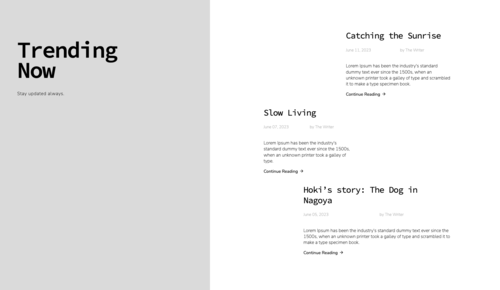 Trending
Now
Stay updated always.
Catching the Sunrise
June 11, 2023 by The Writer
Lorem Ipsum has been the industry's standard
dummy text ever since the 1500s, when an
unknown printer took a galley of type and scrambled
it to make a type specimen book.
Continue Reading →
Slow Living
June 07, 2023 by The Writer
Lorem Ipsum has been the industry's
standard dummy text ever since the 1500s,
when an unknown printer took a galley of
type.
Continue Reading →
Hoki's story: The Dog in
Nagoya
June 03, 2023 by The Writer
Lorem Ipsum has been the industry's standard dummy text ever since the
1500s, when an unknown printer took a galley of type and scrambled it to
make a type specimen book.
Continue Reading →